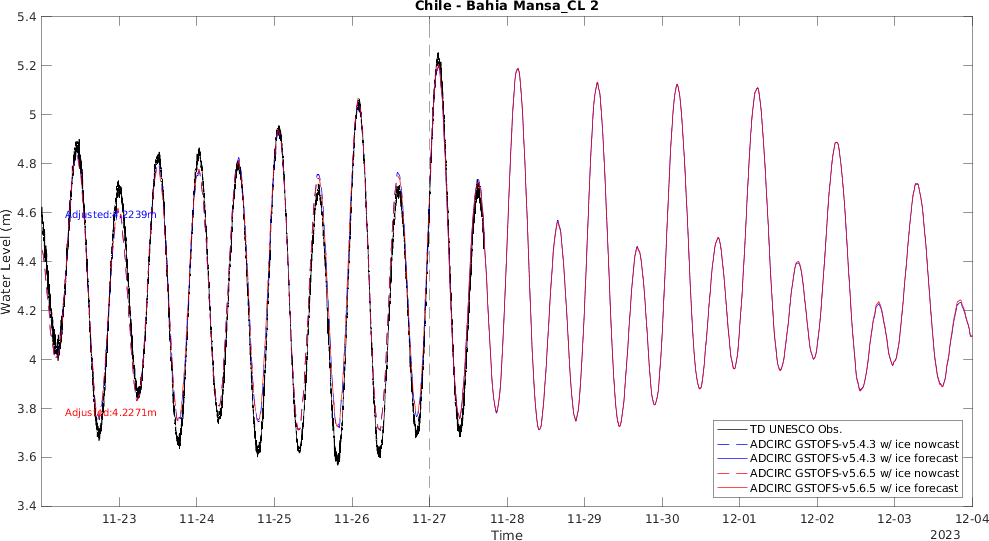 Chile - Bahia Mansa_CL 2
5.4
5.2
5
4.8
4.6
4.4
4.2
4
3.8
3.6
3.4
Water Level (m)
Adjusted:4.2239m
Adjusted:4.2271m
TD UNESCO Obs.
ADCIRC GSTOFS-v5.4.3 w/ ice nowcast
ADCIRC GSTOFS-v5.4.3 w/ ice forecast
ADCIRC GSTOFS-v5.6.5 w/ ice nowcast
ADCIRC GSTOFS-v5.6.5 w/ ice forecast
11-23 11-24 11-25 11-26 11-27 11-28 11-29 11-30 12-01 12-02 12-03 12-04
Time
2023